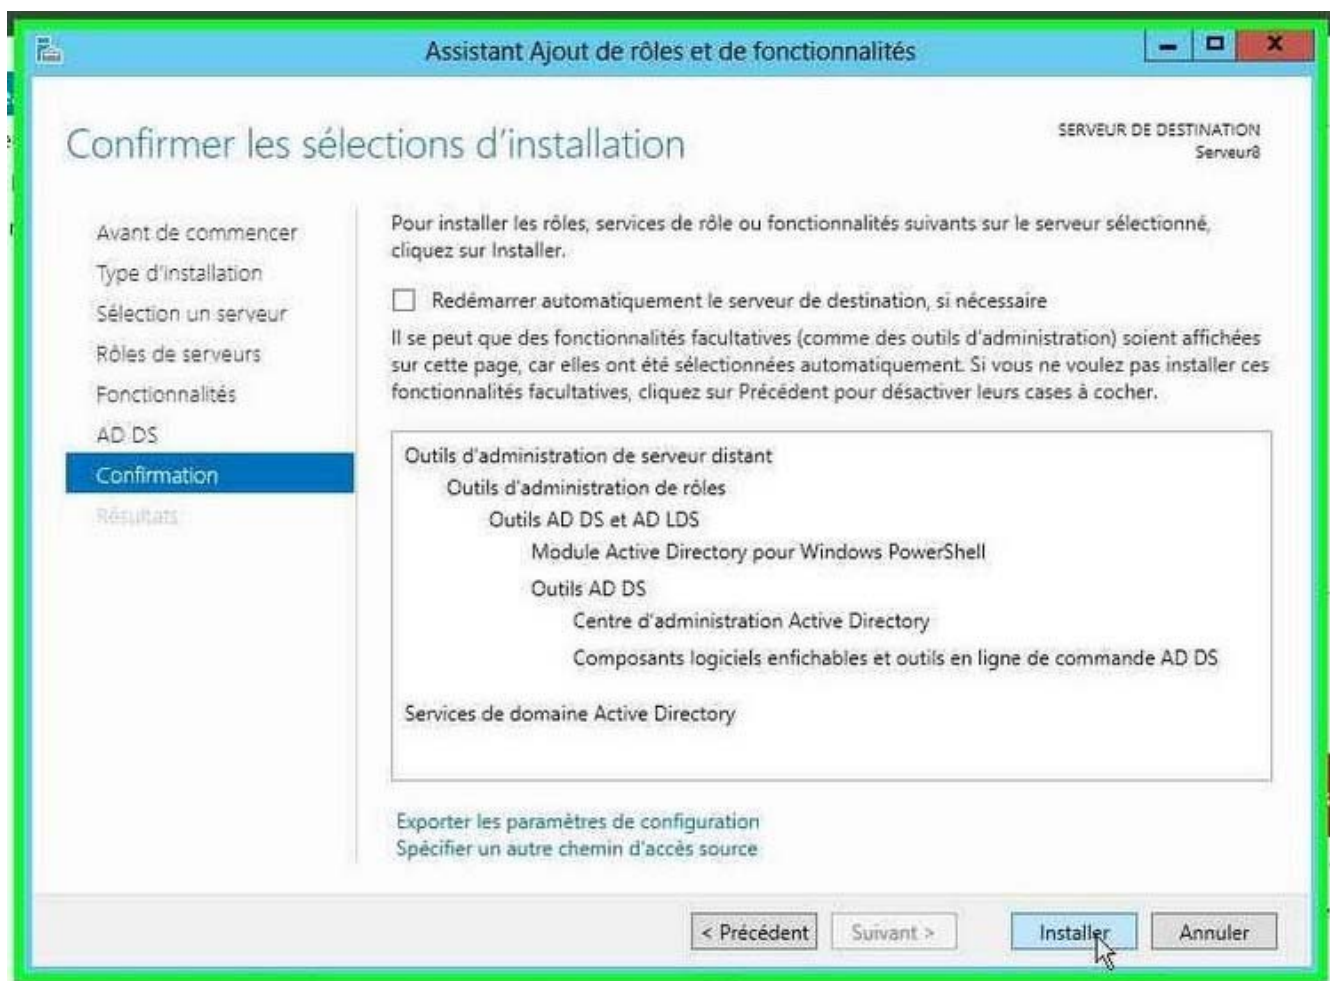 Assistant Ajout de rôles et de fonctionnalités
Confirmer les sélections d'installation
SERVEUR DE DESTINATION
Serveur8
Avant de commencer
Type d'installation
Sélection un serveur
Rôles de serveurs
Fonctionnalités
AD DS
Confirmation
Résultats
Pour installer les rôles, services de rôle ou fonctionnalités suivants sur le serveur sélectionné,
cliquez sur Installer.
Redémarrer automatiquement le serveur de destination, si nécessaire
Il se peut que des fonctionnalités facultatives (comme des outils d'administration) soient affichées
sur cette page, car elles ont été sélectionnées automatiquement. Si vous ne voulez pas installer ces
fonctionnalités facultatives, cliquez sur Précédent pour désactiver leurs cases à cocher.
Outils d'administration de serveur distant
Outils d'administration de rôles
Outils AD DS et AD LDS
Module Active Directory pour Windows PowerShell
Outils AD DS
Centre d'administration Active Directory
Composants logiciels enfichables et outils en ligne de commande AD DS
Services de domaine Active Directory
Exporter les paramètres de configuration
Spécifier un autre chemin d'accès source
< Précédent
Suivant >
Installer
Annuler